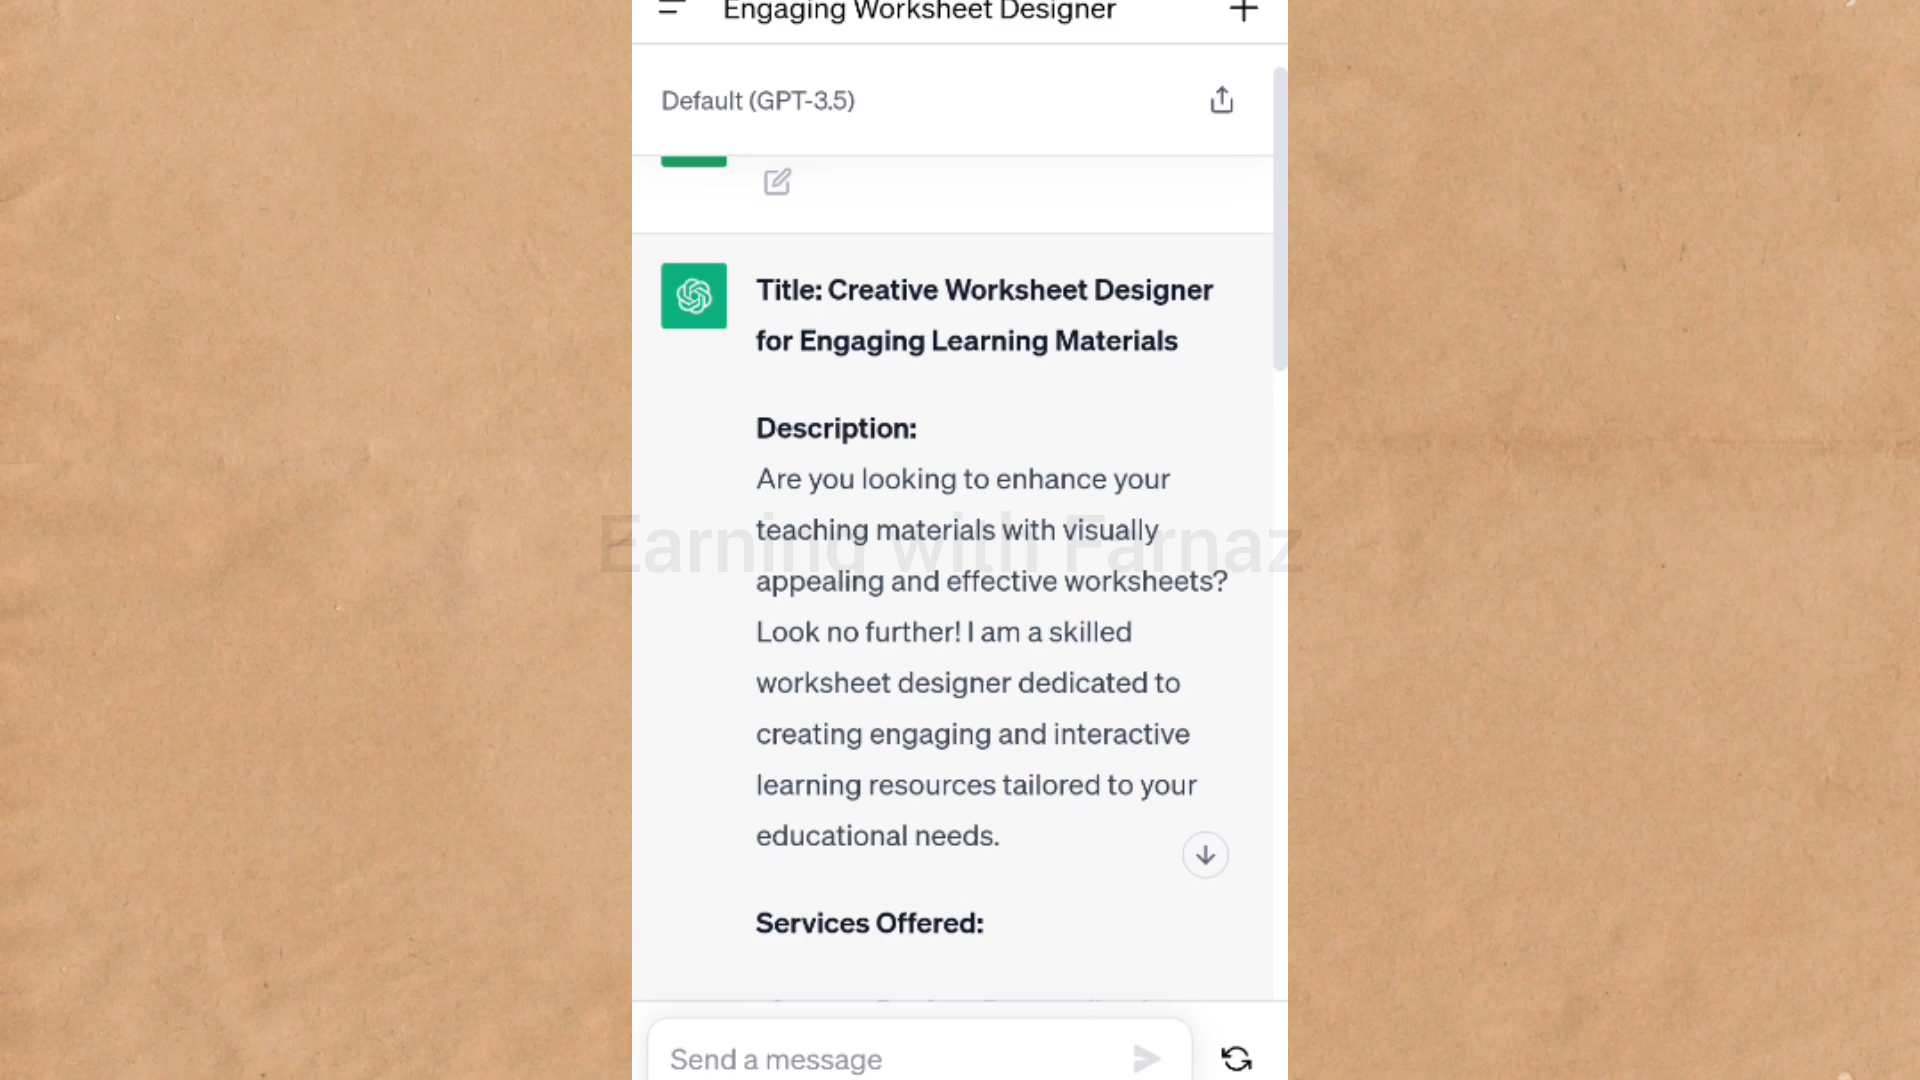 Engaging Worksheet Designer
Default (GPT-3.5)
Title: Creative Worksheet Designer
for Engaging Learning Materials
Description:
Are you looking to enhance your
teaching materials with visually
Earning with Farnaz
appealing and effective worksheets?
Look no further! I am a skilled
worksheet designer dedicated to
creating engaging and interactive
learning resources tailored to your
educational needs.
Services Offered:
Send a message